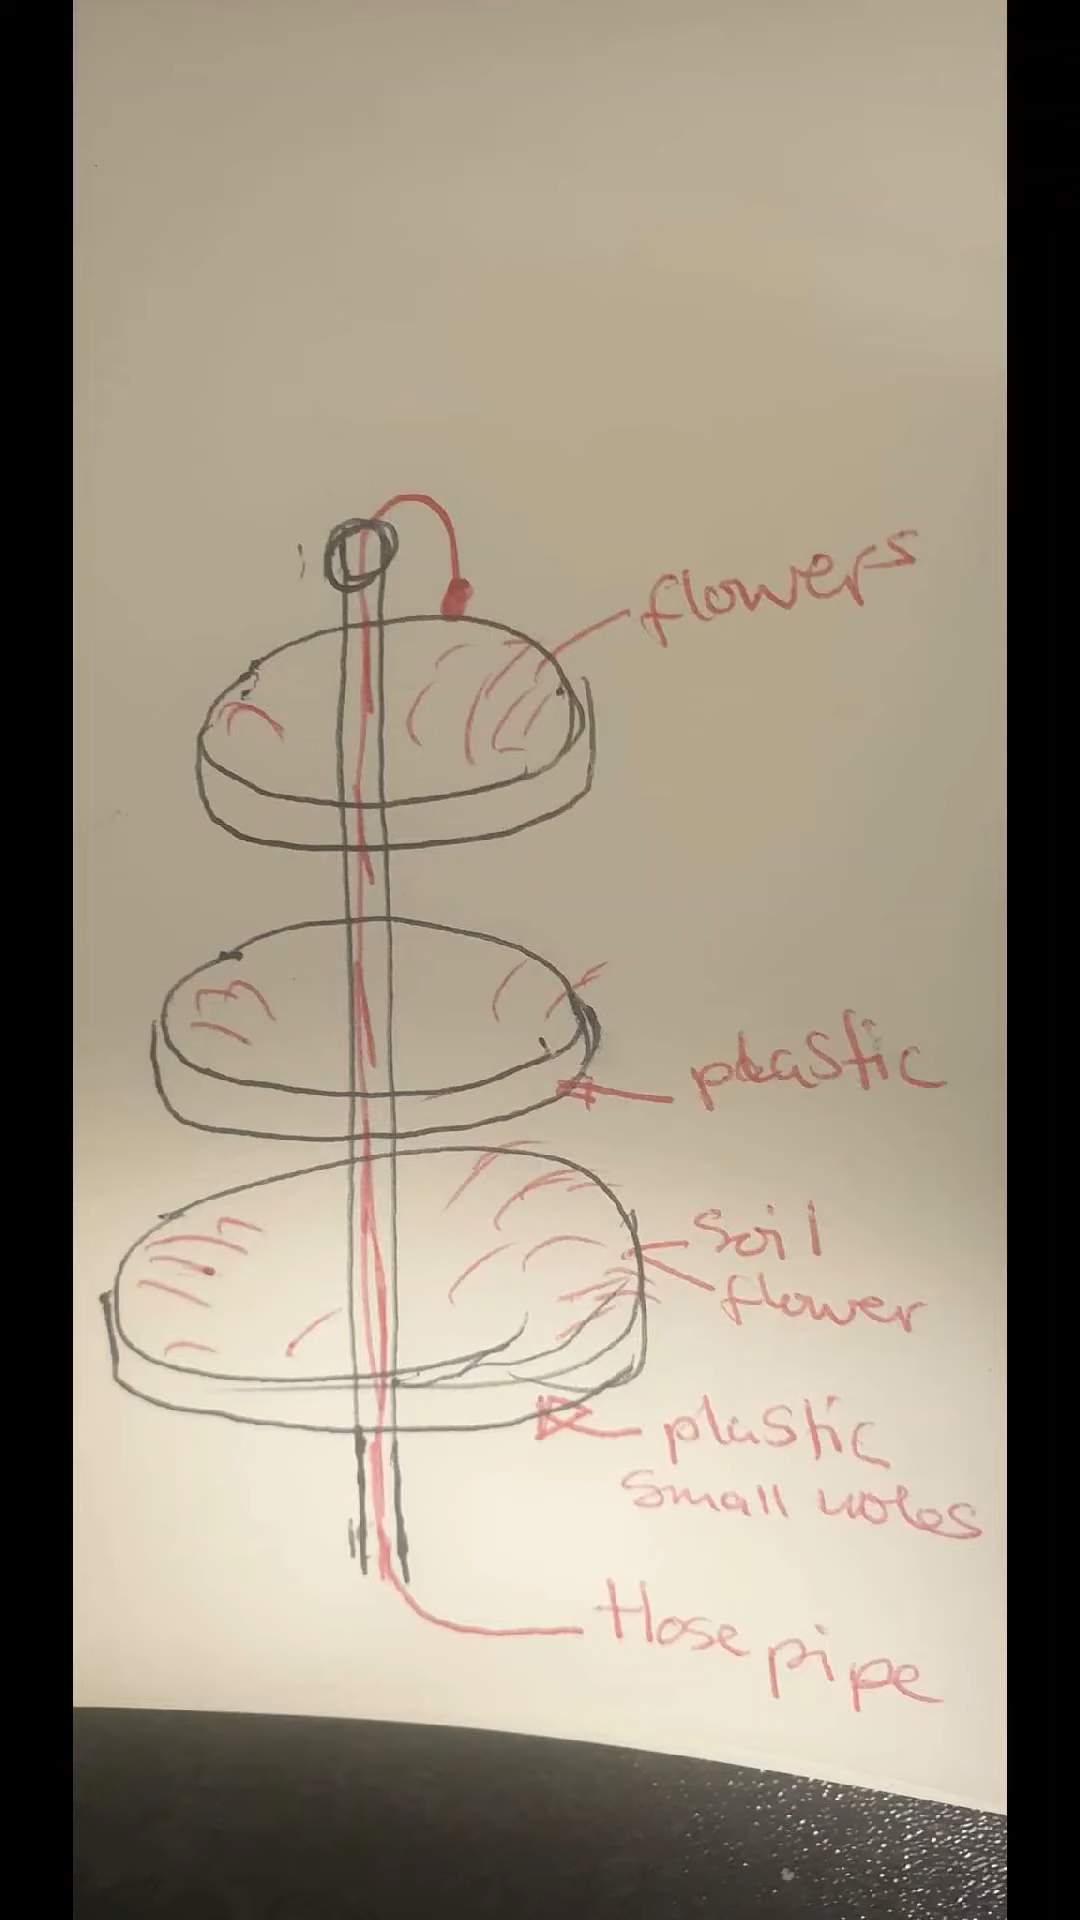 flowers
plastic
Soil
flower
plastic
Small holes
Hose pipe